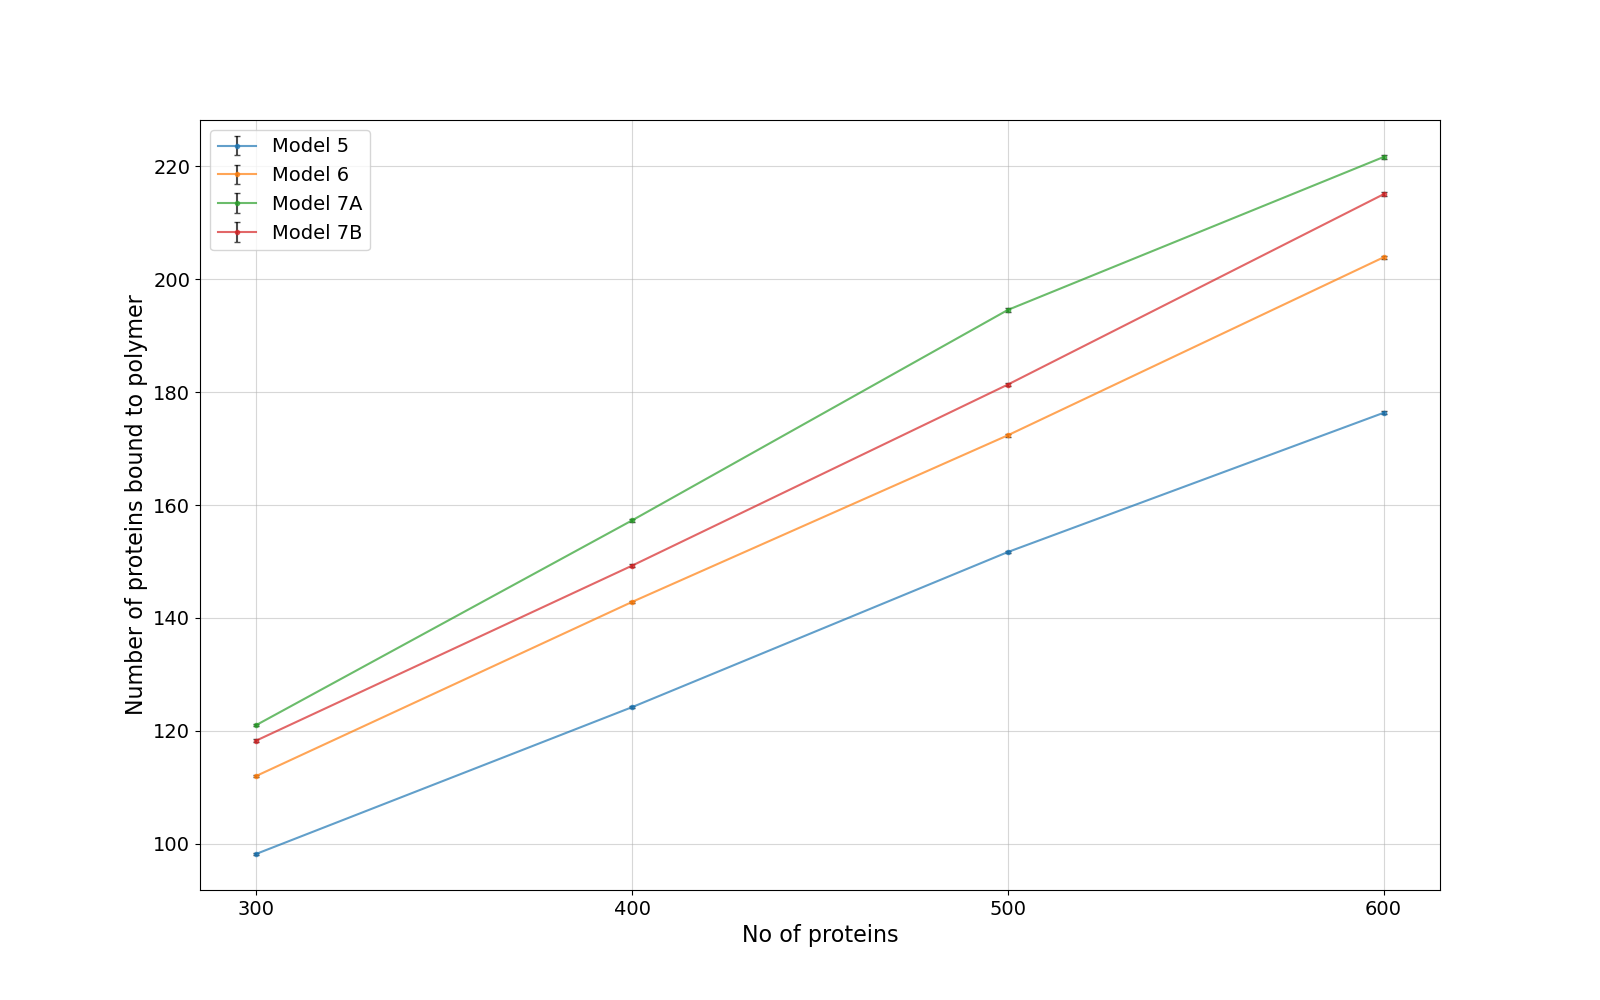 Model 5
Model 6
Model 7A
Model 7B
220
200
180
160
140
120
100
Number of proteins bound to polymer
300 400 500 600
No of proteins